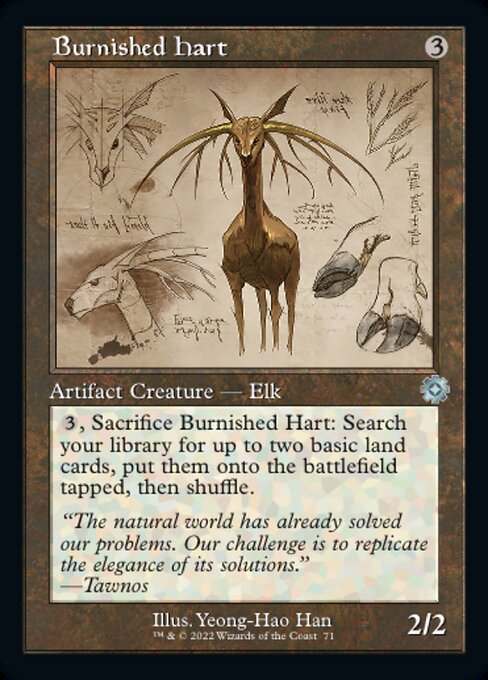 Burnished Hart
3
Artifact Creature — Elk
3, Sacrifice Burnished Hart: Search
your library for up to two basic land
cards, put them onto the battlefield
tapped, then shuffle.
“The natural world has already solved
our problems. Our challenge is to replicate
the elegance of its solutions.”
—Tawnos
Illus. Yeong-Hao Han
2/2
™ & © 2022 Wizards of the Coast 71